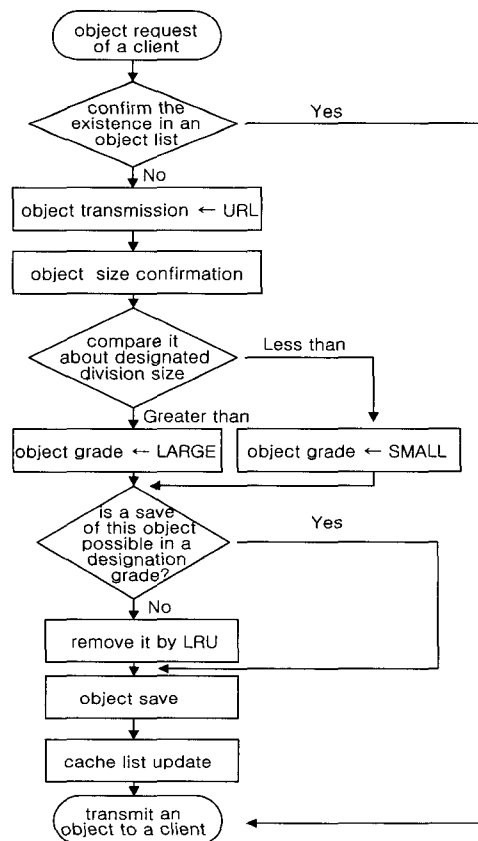 object request
of a client
confirm the
existence in an
object list
Yes
No
object transmission ← URL
object size confirmation
compare it
about designated
division size
Less than
Greater than
object grade ← LARGE
object grade ← SMALL
is a save
of this object
possible in a
designation
grade?
Yes
No
remove it by LRU
object save
cache list update
transmit an
object to a client